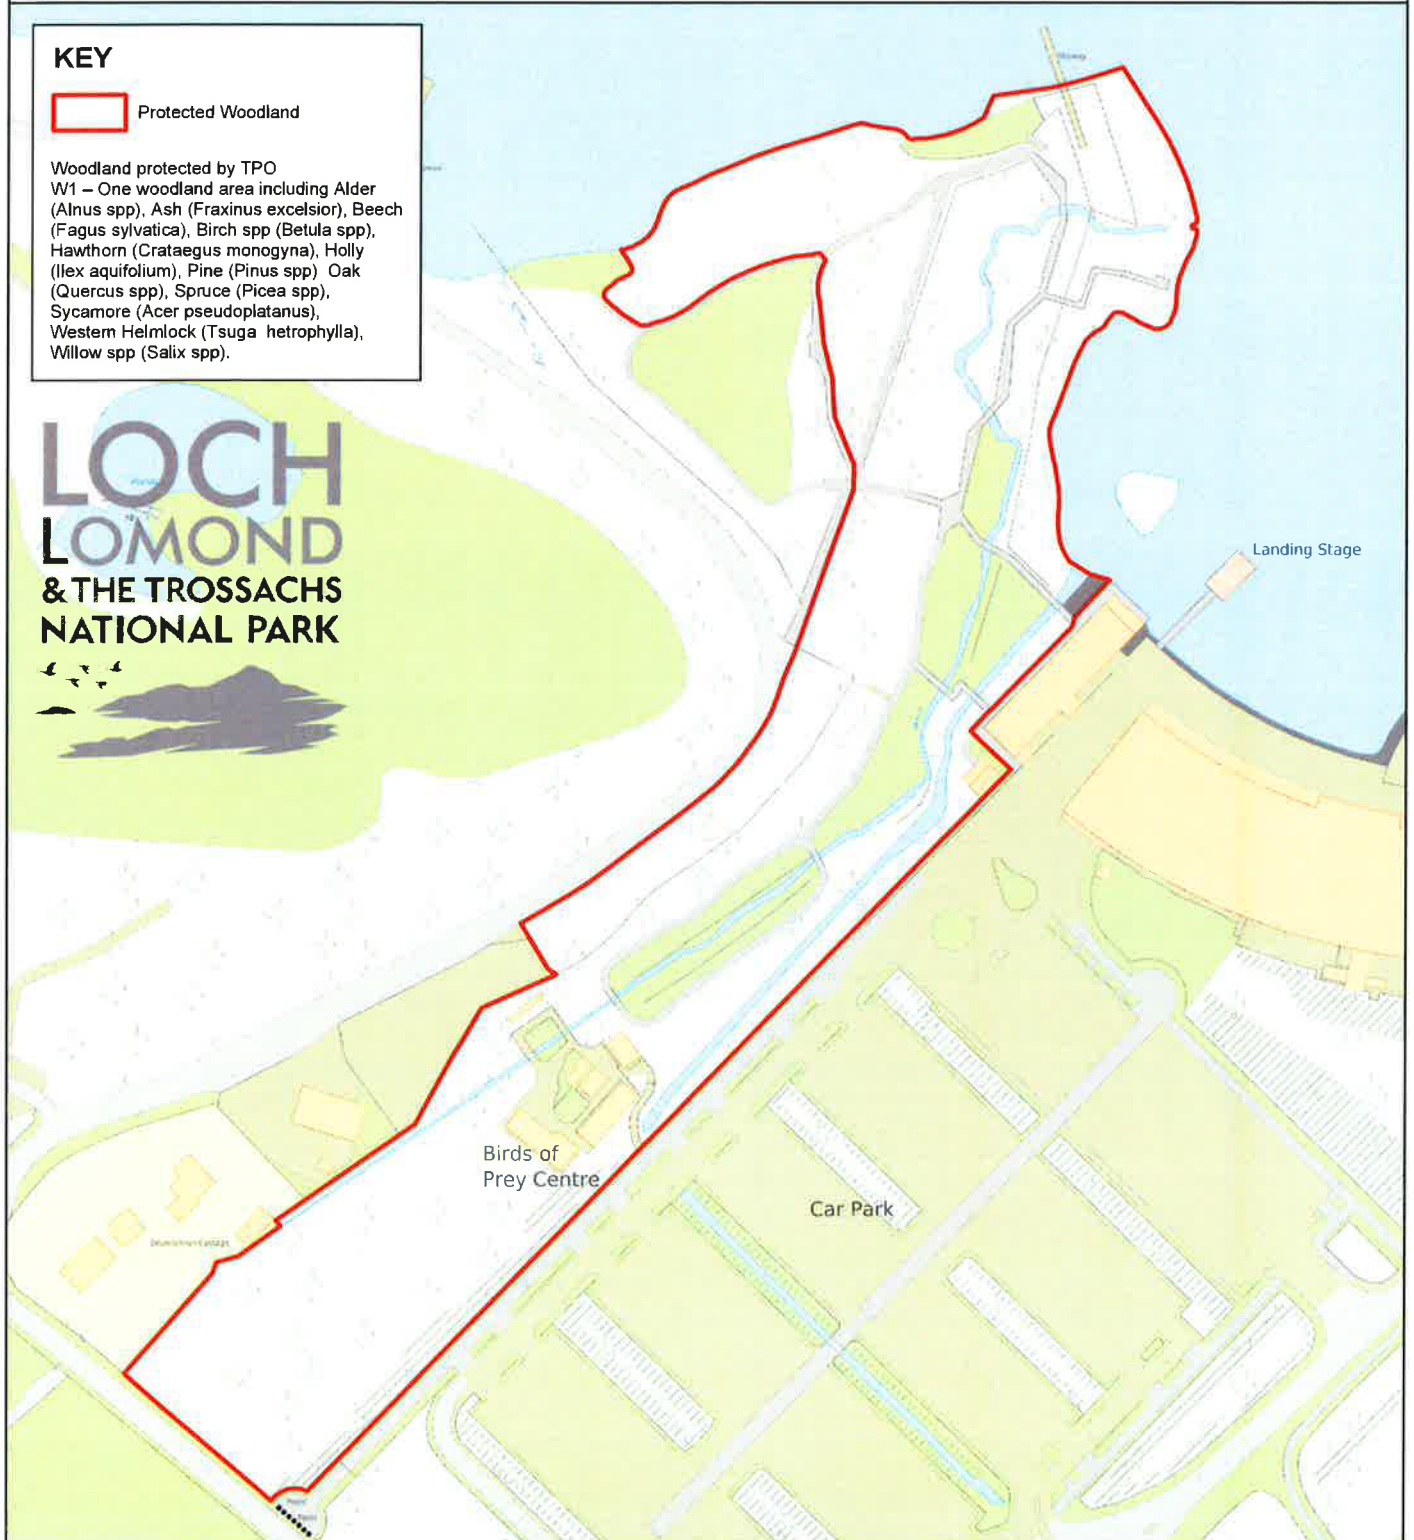 KEY
Protected Woodland
Woodland protected by TPO
W1 – One woodland area including Alder
(Alnus spp), Ash (Fraxinus excelsior), Beech
(Fagus sylvatica), Birch spp (Betula spp),
Hawthorn (Crataegus monogyna), Holly
(Ilex aquifolium), Pine (Pinus spp) Oak
(Quercus spp), Spruce (Picea spp),
Sycamore (Acer pseudoplatanus),
Western Helmlock (Tsuga hetrophylla),
Willow spp (Salix spp).
LOCH
LOMOND
& THE TROSSACHS
NATIONAL PARK
Slipway
Landing Stage
Birds of
Prey Centre
Car Park